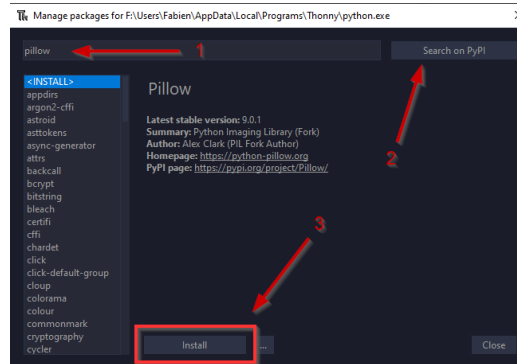 Manage packages for F:\Users\Fabien\AppData\Local\Programs\Thonny\python.exe
pillow
1
Search on PyPI
<INSTALL>
appdirs
argon2-cffi
astroid
asttokens
async-generator
attrs
backcall
bcrypt
bitstring
bleach
certifi
cffi
chardet
click
click-default-group
cloup
colorama
colour
commonmark
cryptography
cycler
Pillow
Latest stable version: 9.0.1
Summary: Python Imaging Library (Fork)
Author: Alex Clark (PIL Fork Author)
Homepage: https://python-pillow.org
PyPI page: https://pypi.org/project/Pillow/
2
3
Install
...
Close